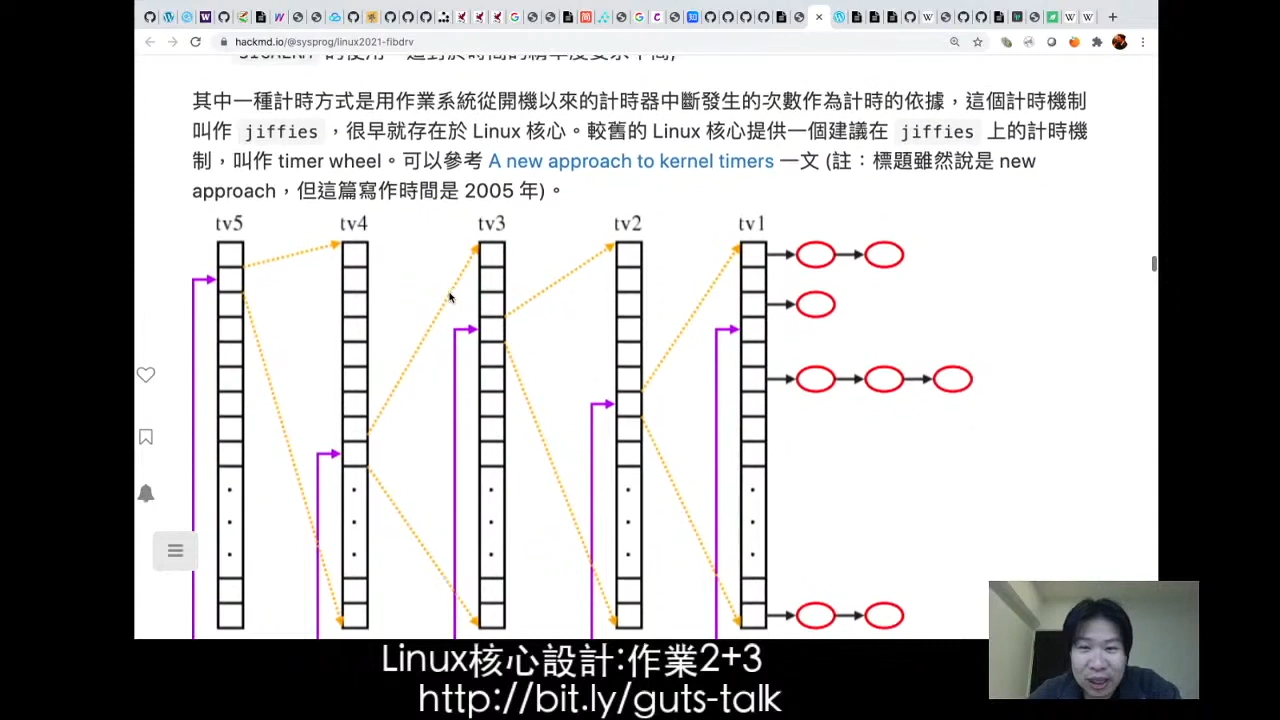 hackmd.io/@sysprog/linux2021-fibdrv
其中一種計時方式是用作業系統從開機以來的計時器中斷發生的次數作為計時的依據，這個計時機制
叫作 jiffies，很早就存在於 Linux 核心。較舊的 Linux 核心提供一個建議在 jiffies 上的計時機
制，叫作 timer wheel。可以參考 A new approach to kernel timers 一文 (註：標題雖然說是 new
approach，但這篇寫作時間是 2005 年)。
tv5 tv4 tv3 tv2 tv1
Linux核心設計:作業2+3
http://bit.ly/guts-talk